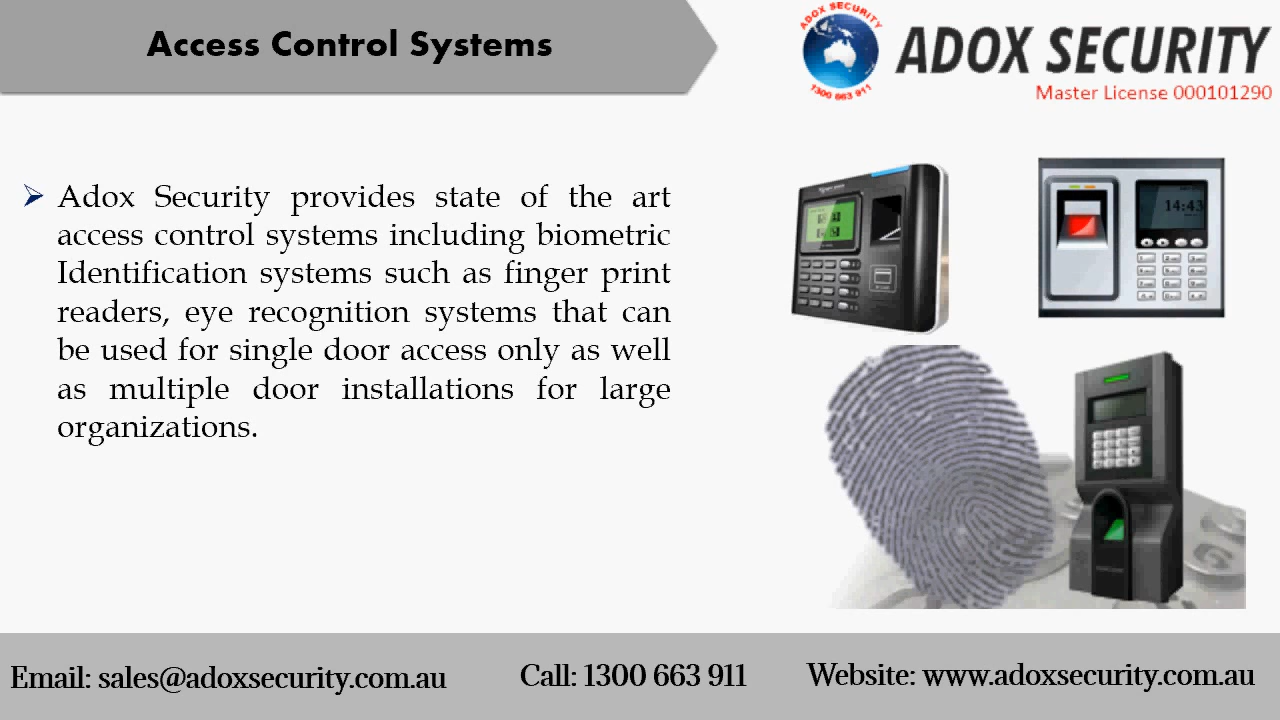 Access Control Systems
ADOX SECURITY
1300 663 911
ADOX SECURITY
Master License 000101290
➢ Adox Security provides state of the art
access control systems including biometric
Identification systems such as finger print
readers, eye recognition systems that can
be used for single door access only as well
as multiple door installations for large
organizations.
14:43
Email: sales@adoxsecurity.com.au
Call: 1300 663 911
Website: www.adoxsecurity.com.au